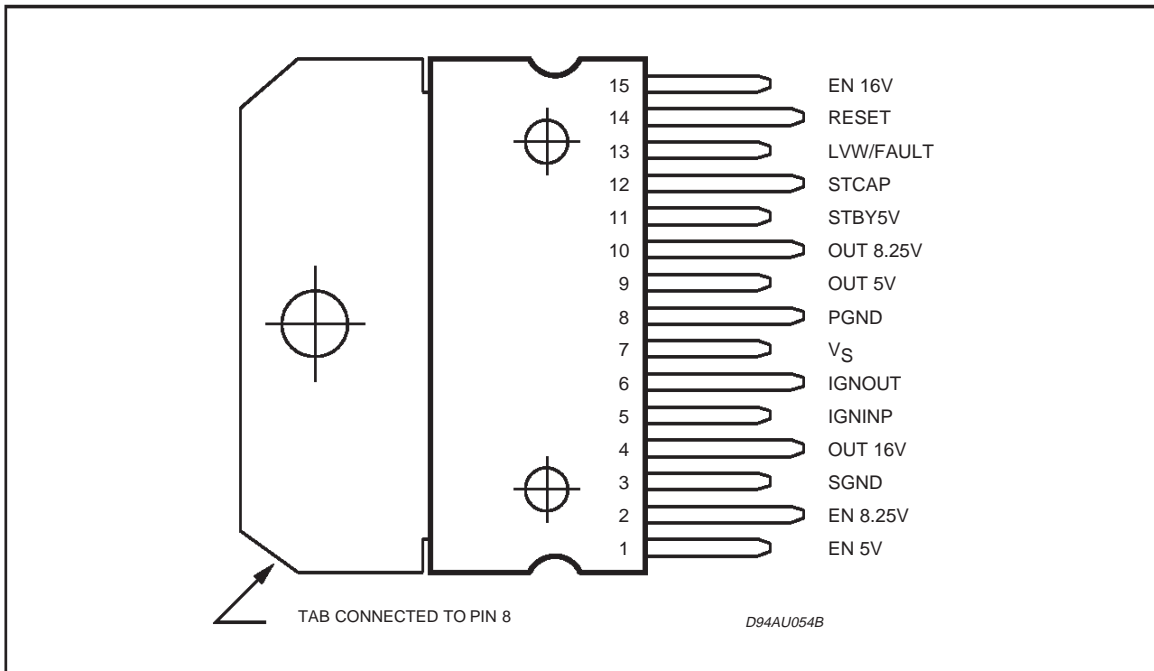 15 EN 16V
14 RESET
13 LVW/FAULT
12 STCAP
11 STBY5V
10 OUT 8.25V
9 OUT 5V
8 PGND
7 VS
6 IGNOUT
5 IGNINP
4 OUT 16V
3 SGND
2 EN 8.25V
1 EN 5V
TAB CONNECTED TO PIN 8
D94AU054B